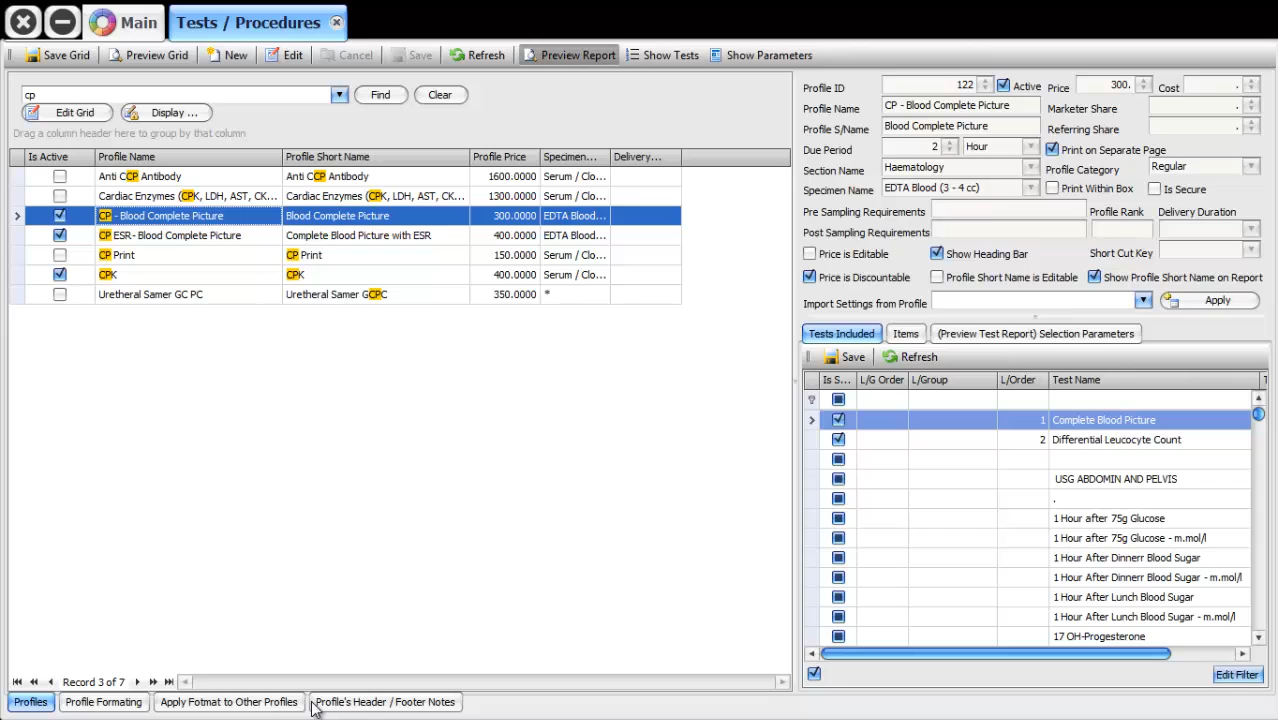 Main
Tests / Procedures
Save Grid Preview Grid New Edit Cancel Save Refresh Preview Report Show Tests Show Parameters
cp Find Clear
Edit Grid Display ...
Drag a column header here to group by that column
Is Active Profile Name Profile Short Name Profile Price Specimen... Delivery...
Anti CCP Antibody Anti CCP Antibody 1600.0000 Serum / Clo...
Cardiac Enzymes (CPK, LDH, AST, CK... Cardiac Enzymes (CPK, LDH, AST, CK... 1300.0000 Serum / Clo...
CP - Blood Complete Picture Blood Complete Picture 300.0000 EDTA Blood...
CP ESR- Blood Complete Picture Complete Blood Picture with ESR 400.0000 EDTA Blood...
CP Print CP Print 150.0000 Serum / Clo...
CPK CPK 400.0000 Serum / Clo...
Uretheral Samer GC PC Uretheral Samer GCPC 350.0000 *
Record 3 of 7
Profiles Profile Formating Apply Fotmat to Other Profiles Profile's Header / Footer Notes
Profile ID 122 Active Price 300. Cost .
Profile Name CP - Blood Complete Picture Marketer Share .
Profile S/Name Blood Complete Picture Referring Share .
Due Period 2 Hour Print on Separate Page
Section Name Haematology Profile Category Regular
Specimen Name EDTA Blood (3 - 4 cc) Print Within Box Is Secure
Pre Sampling Requirements Profile Rank Delivery Duration
Post Sampling Requirements
Price is Editable Show Heading Bar Short Cut Key
Price is Discountable Profile Short Name is Editable Show Profile Short Name on Report
Import Settings from Profile Apply
Tests Included Items (Preview Test Report) Selection Parameters
Save Refresh
Is S... L/G Order L/Group L/Order Test Name T
1 Complete Blood Picture
2 Differential Leucocyte Count
USG ABDOMIN AND PELVIS
.
1 Hour after 75g Glucose
1 Hour after 75g Glucose - m.mol/l
1 Hour After Dinnerr Blood Sugar
1 Hour After Dinnerr Blood Sugar - m.mol/l
1 Hour After Lunch Blood Sugar
1 Hour After Lunch Blood Sugar - m.mol/l
17 OH-Progesterone
Edit Filter